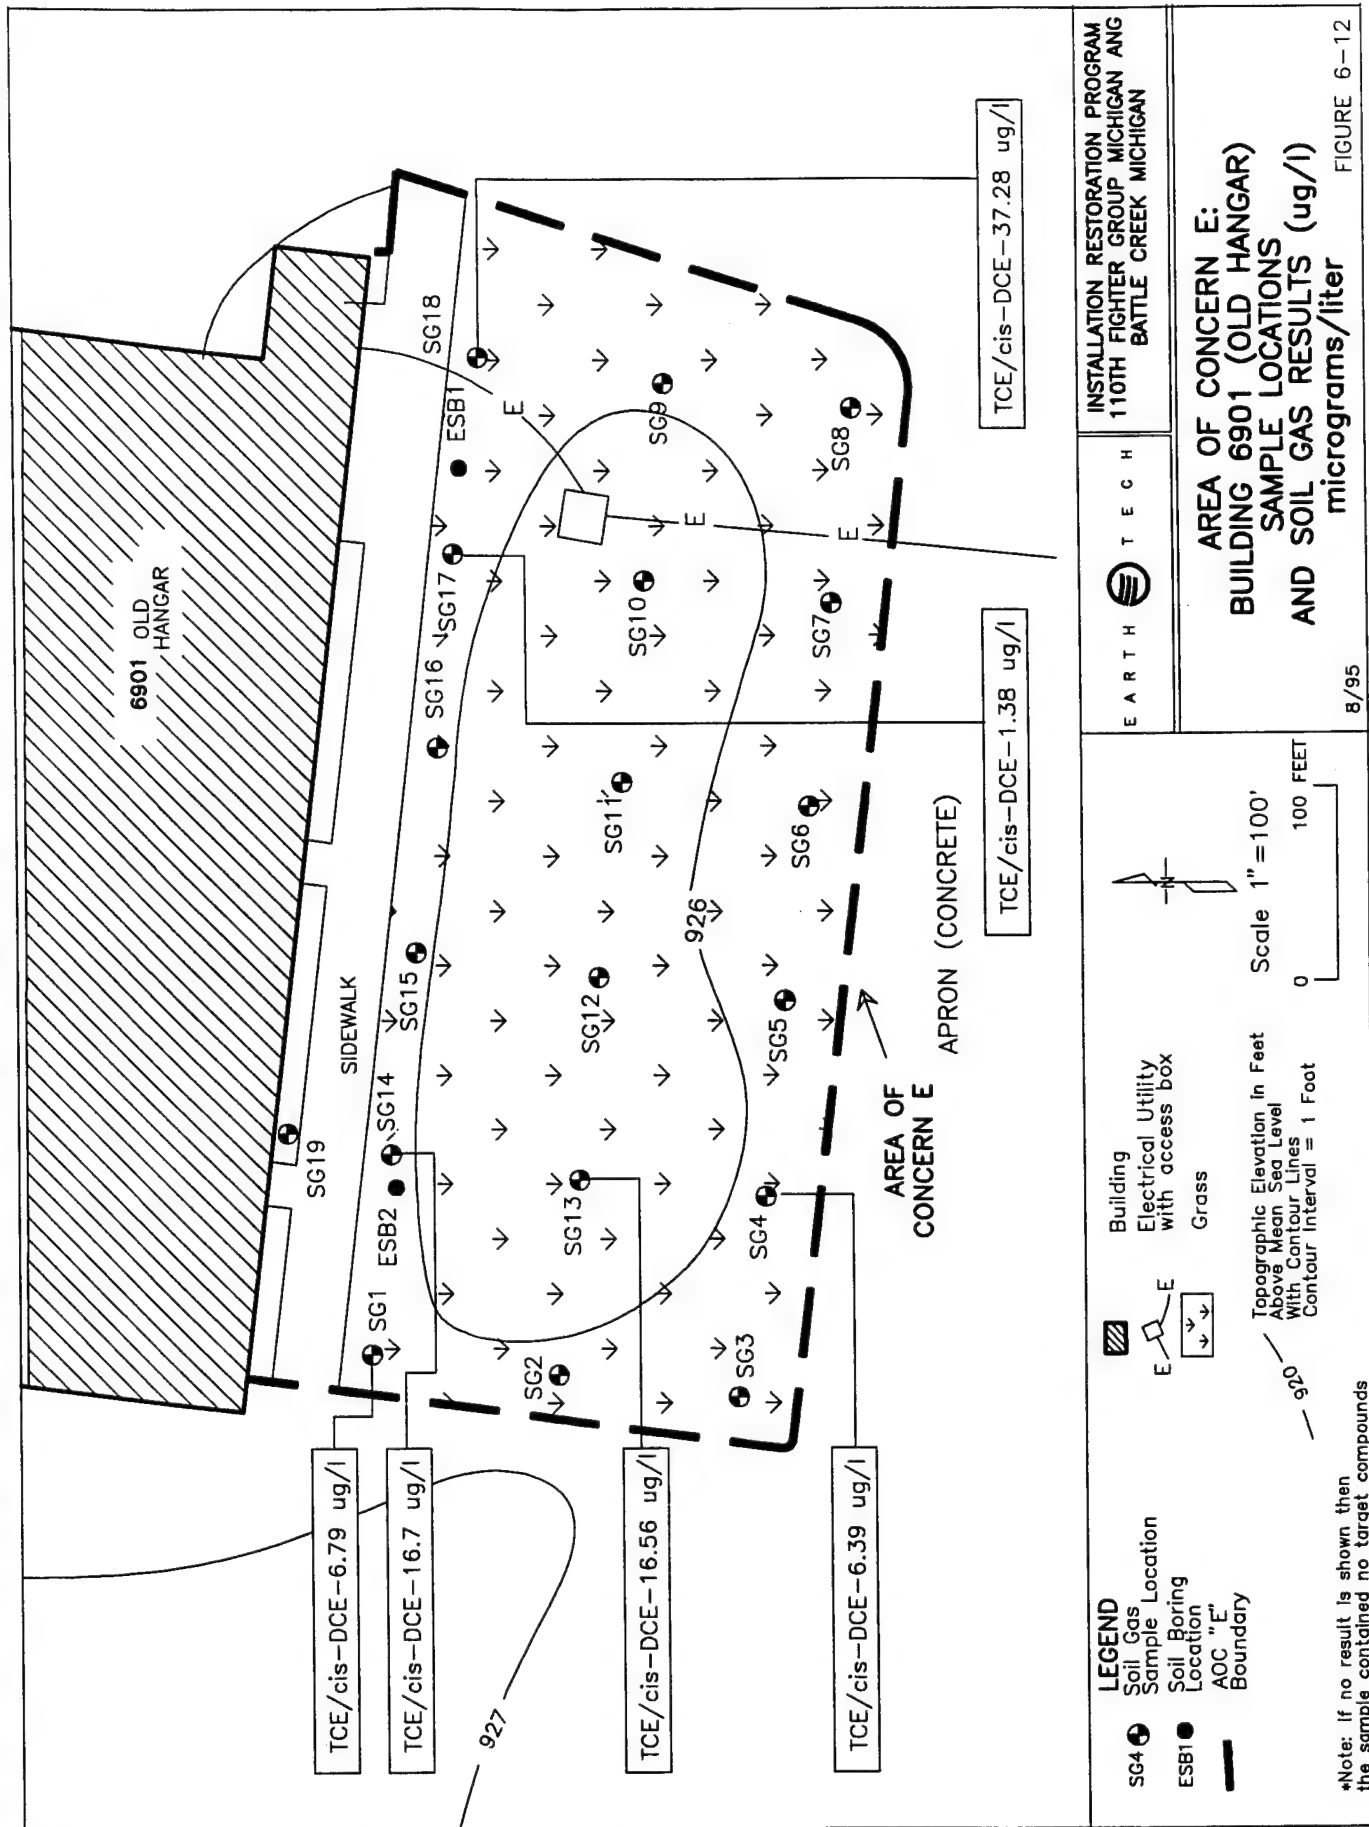 6901
OLD
HANGAR
SIDEWALK
SG19
SG1
ESB2
SG14
SG15
SG16
SG17
ESB1
SG18
SG2
SG13
SG12
SG11
SG10
SG9
SG3
SG4
SG5
SG6
SG7
SG8
E
E
E
926
927
TCE/cis-DCE-6.79 ug/l
TCE/cis-DCE-16.7 ug/l
TCE/cis-DCE-16.56 ug/l
TCE/cis-DCE-6.39 ug/l
TCE/cis-DCE-1.38 ug/l
TCE/cis-DCE-37.28 ug/l
AREA OF
CONCERN E
APRON (CONCRETE)
LEGEND
SG4
Soil Gas
Sample Location
ESB1
Soil Boring
Location
AOC "E"
Boundary
Building
E
E
Electrical Utility
with access box
Grass
920
Topographic Elevation in Feet
Above Mean Sea Level
With Contour Lines
Contour Interval = 1 Foot
*Note: If no result is shown then
the sample contained no target compounds
N
Scale 1"=100'
0
100 FEET
EARTH TECH
INSTALLATION RESTORATION PROGRAM
110TH FIGHTER GROUP MICHIGAN ANG
BATTLE CREEK MICHIGAN
AREA OF CONCERN E:
BUILDING 6901 (OLD HANGAR)
SAMPLE LOCATIONS
AND SOIL GAS RESULTS (ug/l)
micrograms/liter
8/95
FIGURE 6-12